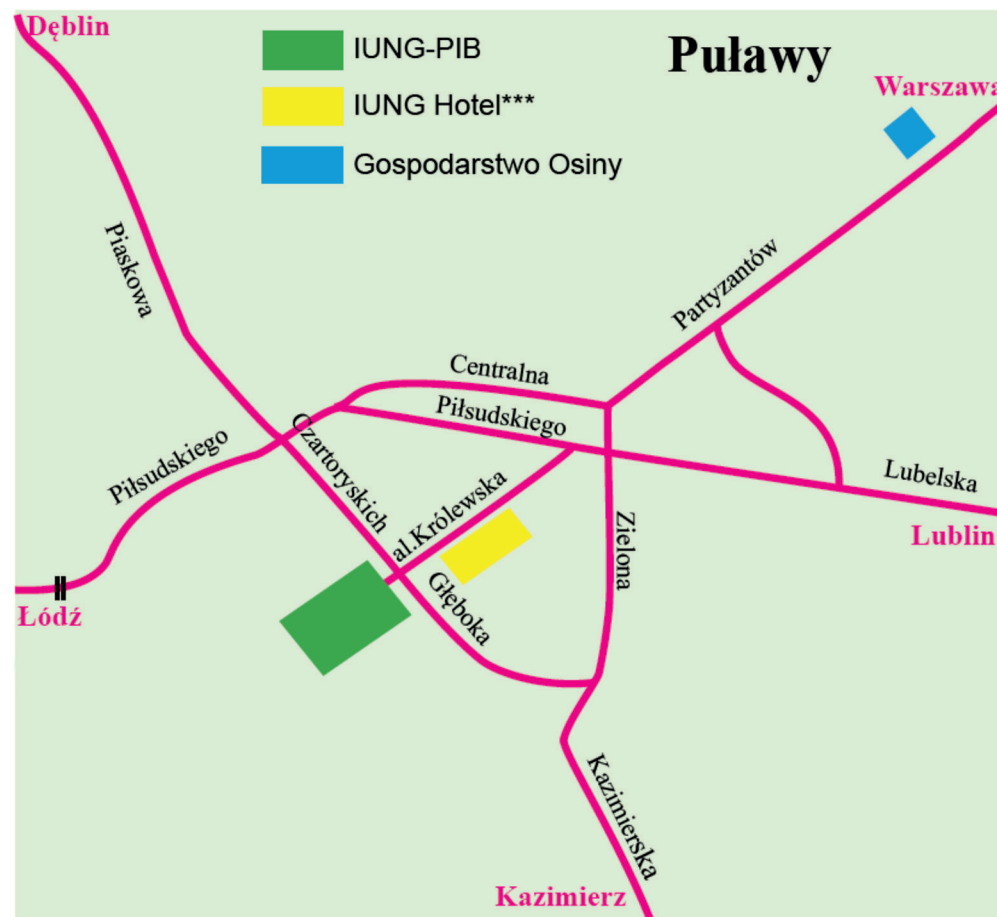 Dęblin
IUNG-PIB
Puławy
Warszawa
IUNG Hotel***
Gospodarstwo Osiny
Piaskowa
Partyzantów
Centralna
Piłsudskiego
Czartoryskich
Piłsudskiego
Lubelska
al.Królewska
Lublin
Zielona
Głęboka
Łódź
Kazimierska
Kazimierz